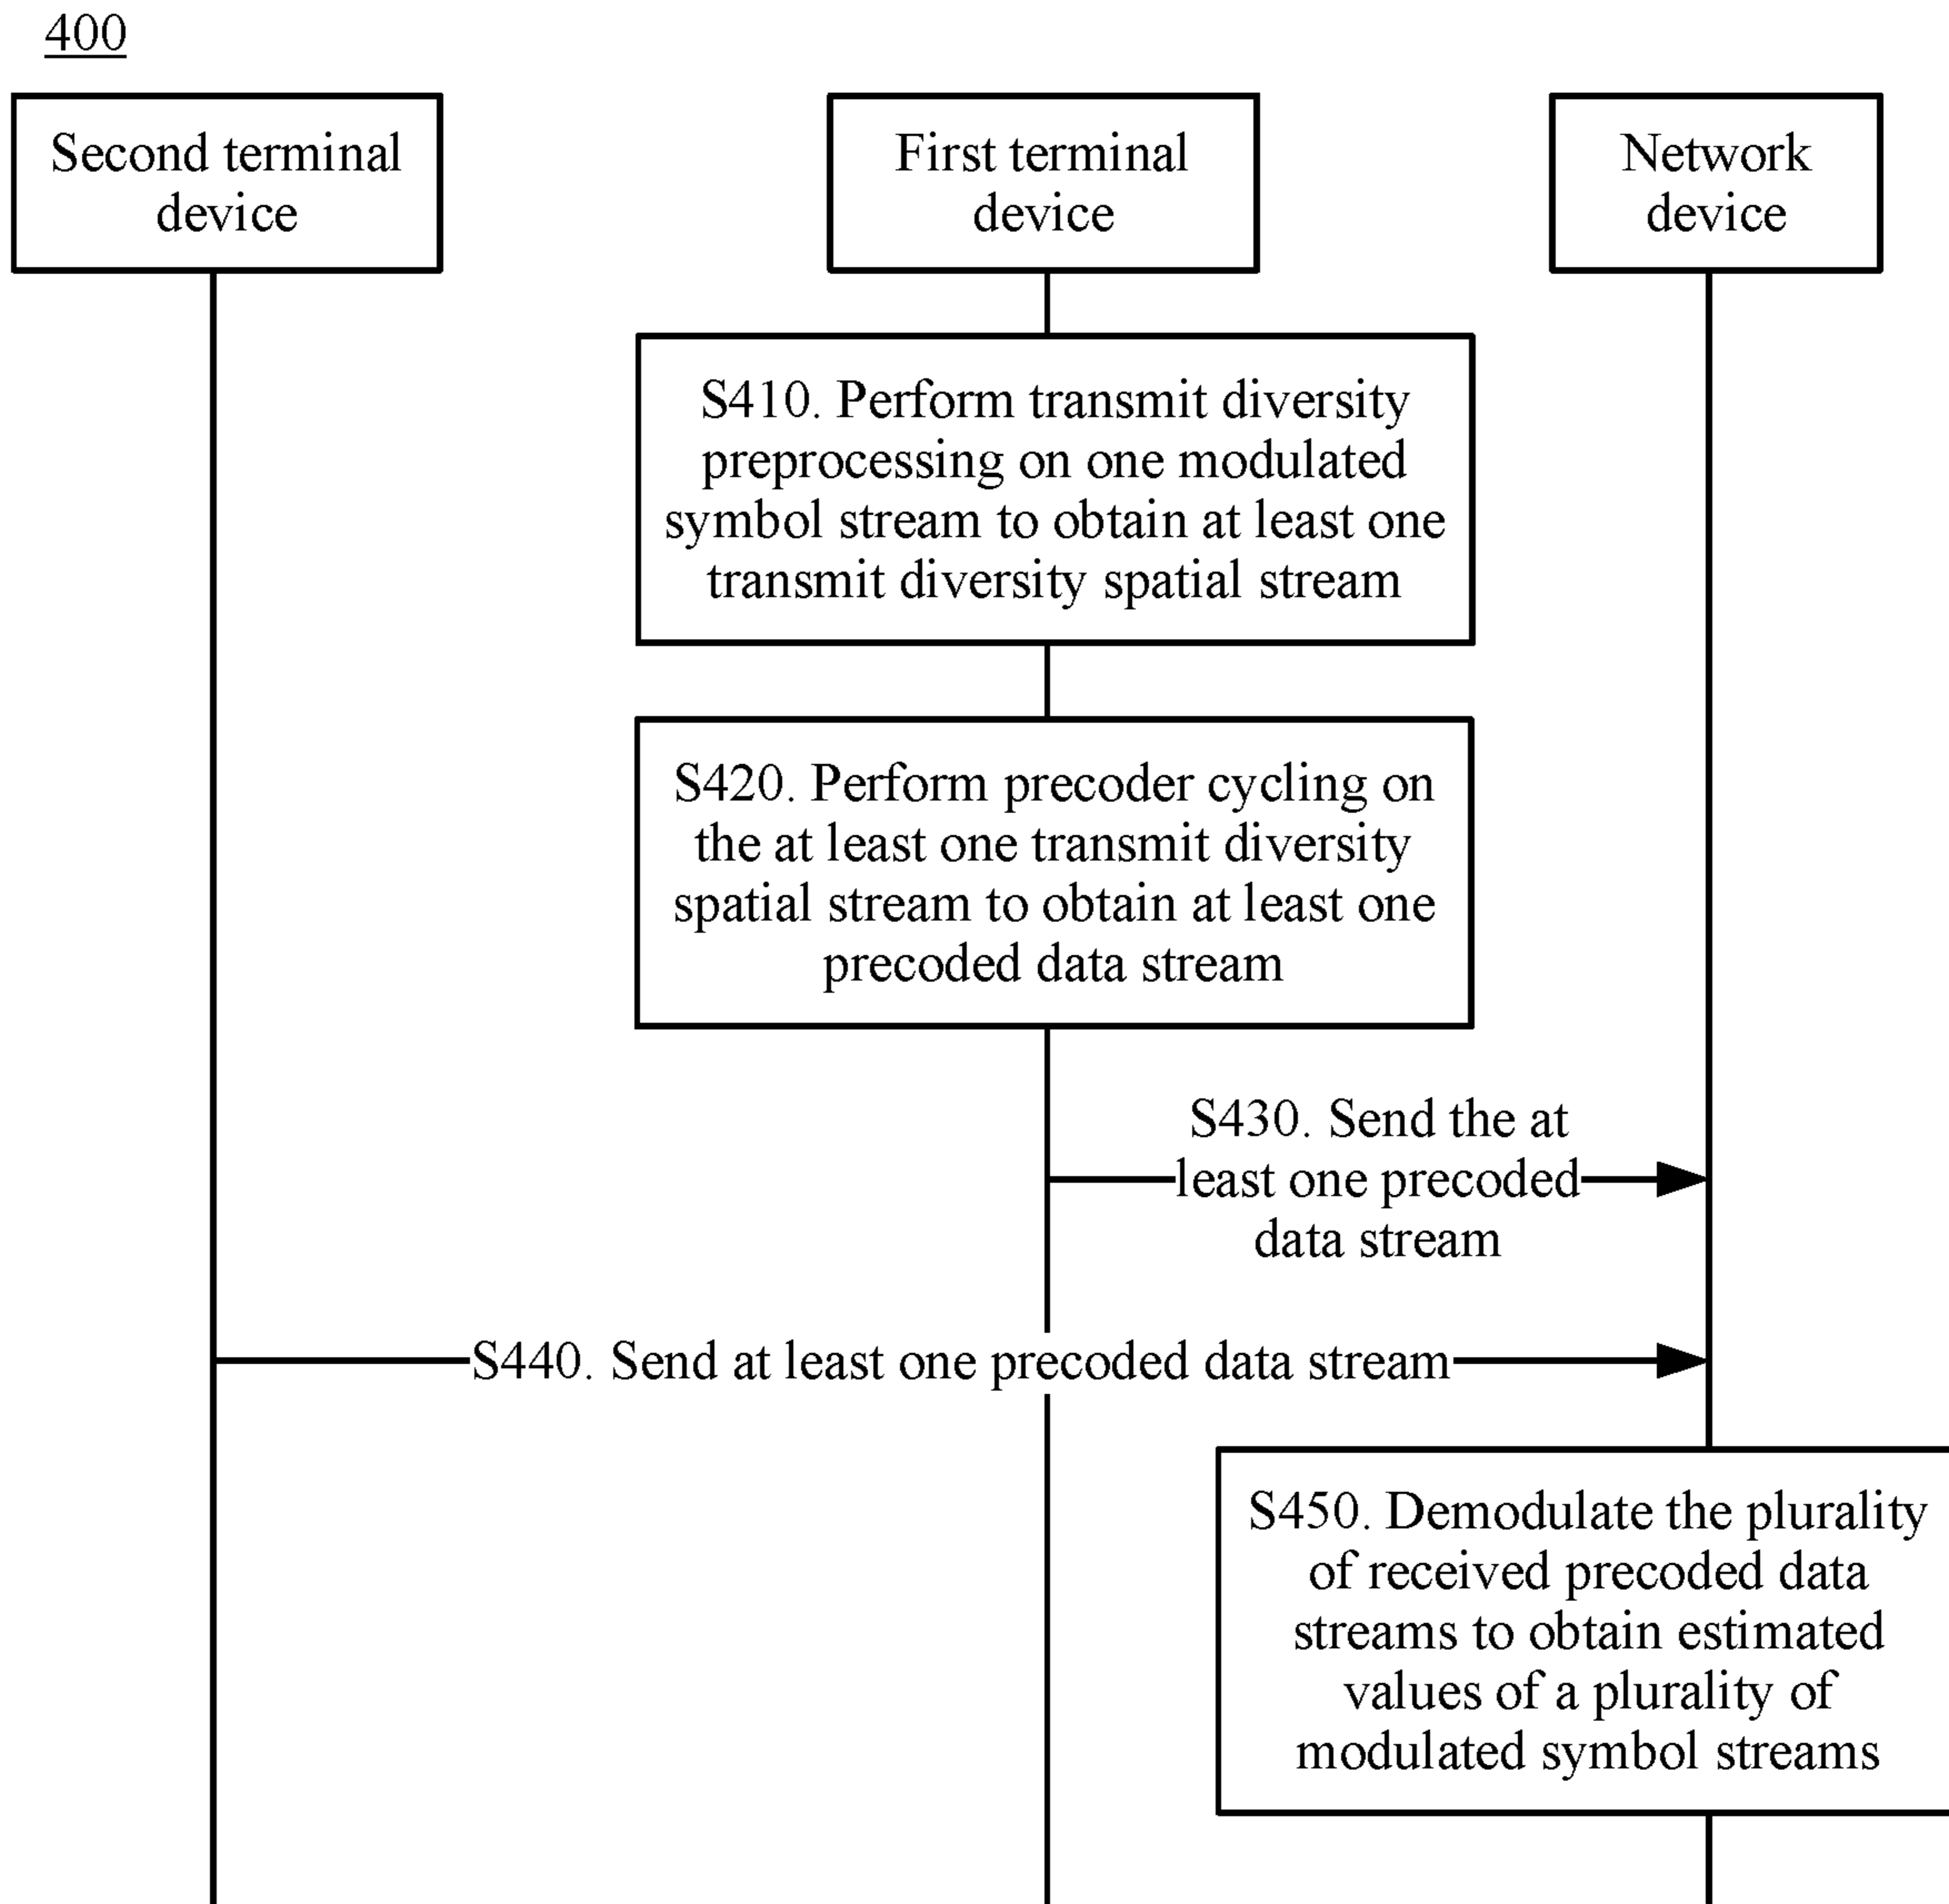 400
Second terminal
device
First terminal
device
Network
device
S410. Perform transmit diversity
preprocessing on one modulated
symbol stream to obtain at least one
transmit diversity spatial stream
S420. Perform precoder cycling on
the at least one transmit diversity
spatial stream to obtain at least one
precoded data stream
S430. Send the at
least one precoded
data stream
S440. Send at least one precoded data stream
S450. Demodulate the plurality
of received precoded data
streams to obtain estimated
values of a plurality of
modulated symbol streams